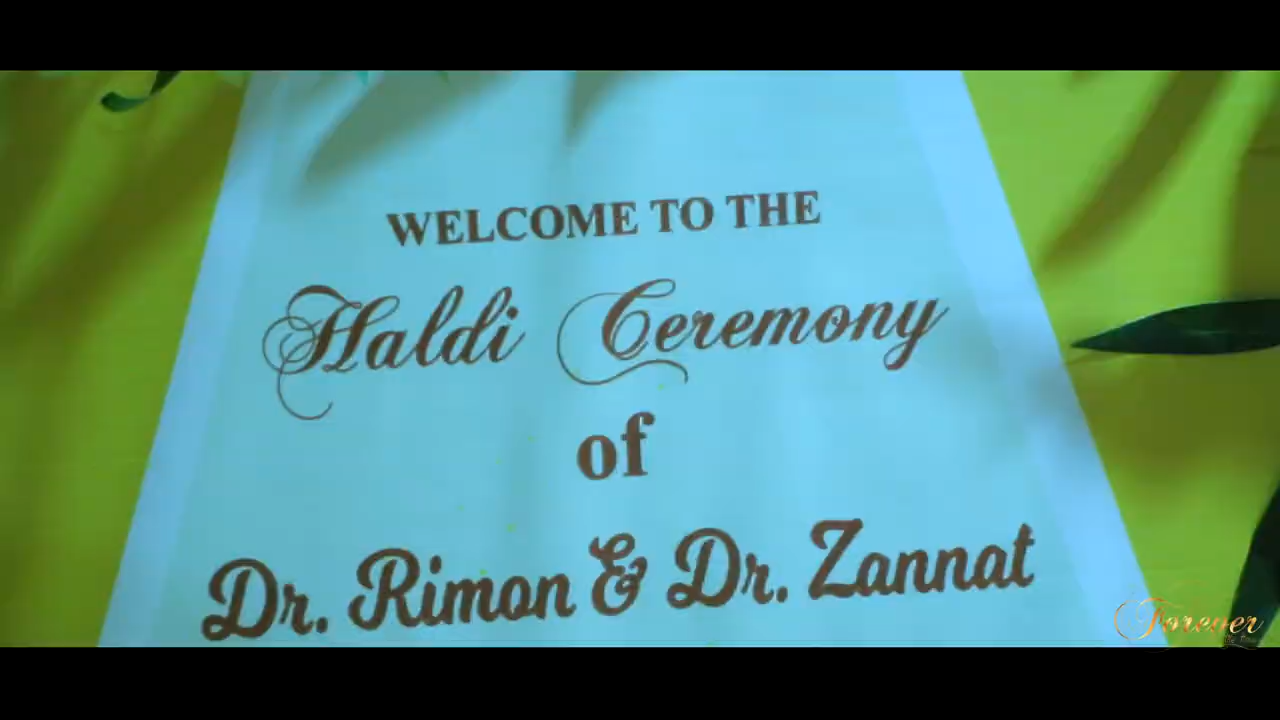 WELCOME TO THE
Haldi Ceremony
of
Dr. Rimon & Dr. Zannat
Forever